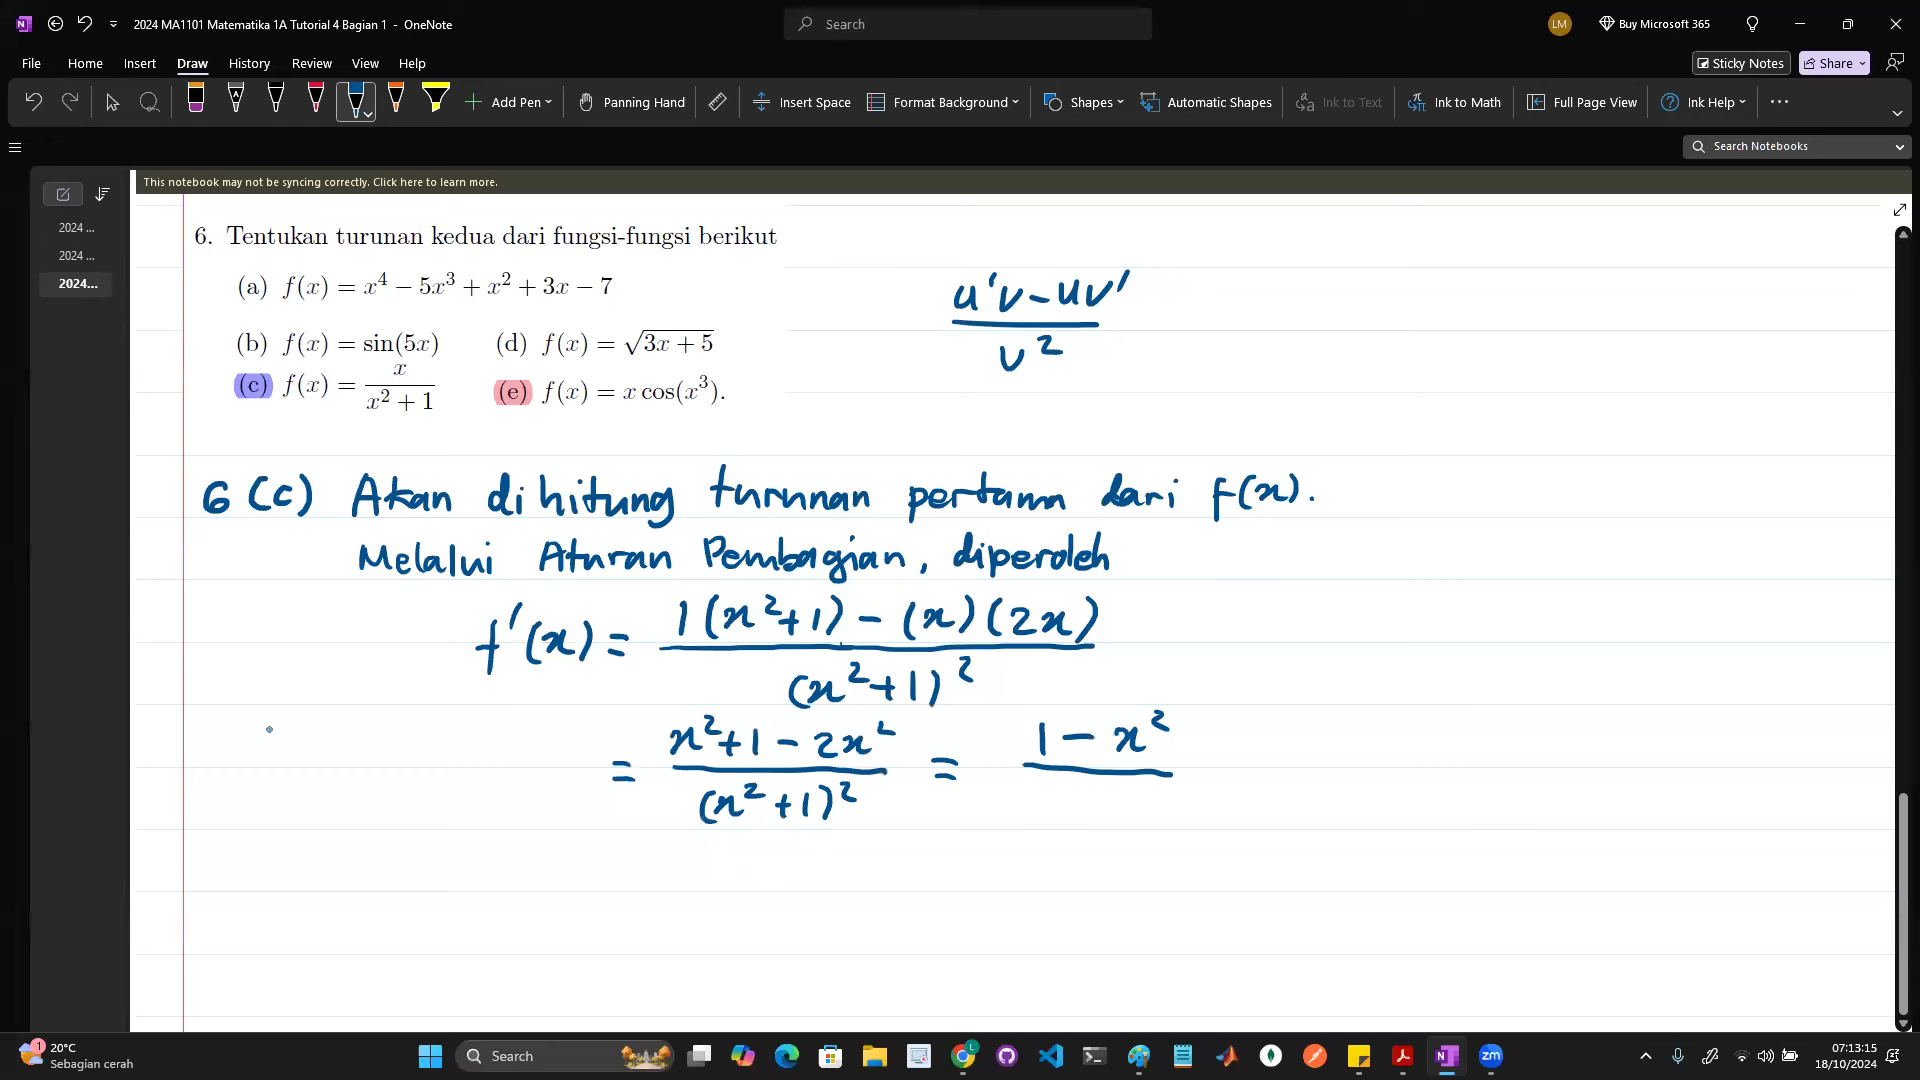 2024 MA1101 Matematika 1A Tutorial 4 Bagian 1 - OneNote
Search
LM
Buy Microsoft 365
File Home Insert Draw History Review View Help
Sticky Notes
Share
Add Pen
Panning Hand
Insert Space
Format Background
Shapes
Automatic Shapes
Ink to Text
Ink to Math
Full Page View
Ink Help
Search Notebooks
This notebook may not be syncing correctly. Click here to learn more.
2024 ...
2024 ...
2024...
6. Tentukan turunan kedua dari fungsi-fungsi berikut
(a) f(x) = x⁴ − 5x³ + x² + 3x − 7
(b) f(x) = sin(5x) (d) f(x) = √(3x + 5)
(c) f(x) = x / (x² + 1) (e) f(x) = x cos(x³).
u'v - uv'
v²
6 (c) Akan dihitung turunan pertama dari f(x).
Melalui Aturan Pembagian, diperoleh
f'(x) = 1(x²+1) - (x)(2x)
(x²+1)²
= x²+1 - 2x² = 1 - x²
(x²+1)²
1
20°C
Sebagian cerah
Search
L
zm
07:13:15
18/10/2024